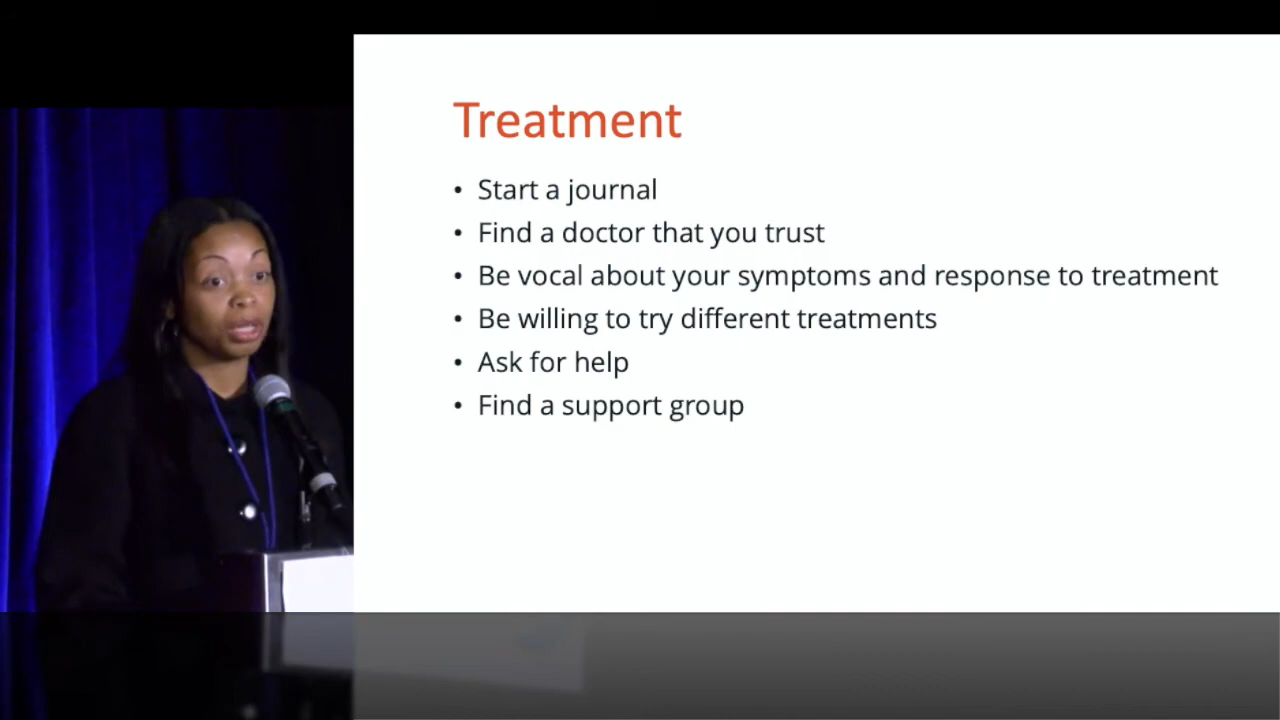 Treatment
• Start a journal
• Find a doctor that you trust
• Be vocal about your symptoms and response to treatment
• Be willing to try different treatments
• Ask for help
• Find a support group